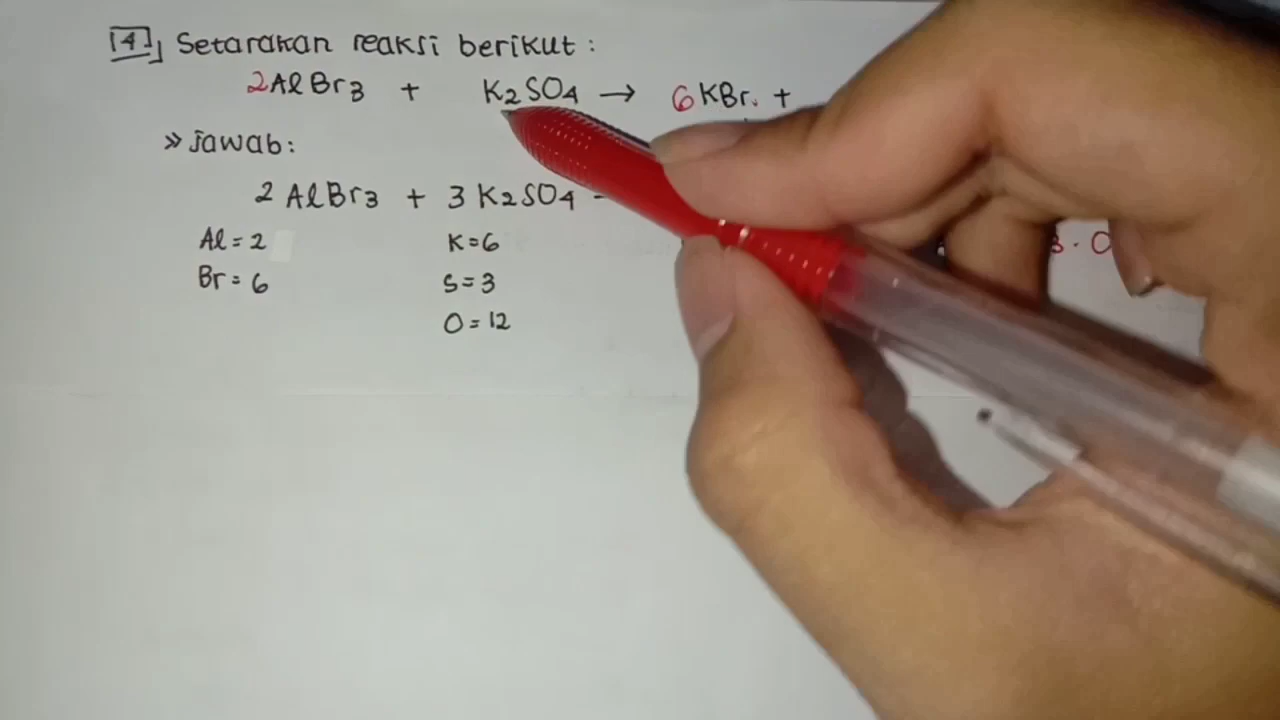 [4] Setarakan reaksi berikut :
2AlBr3 + K2SO4 → 6KBr +
» Jawab:
2 AlBr3 + 3 K2SO4 -
Al = 2 K = 6 3 · O
Br = 6 S = 3
O = 12